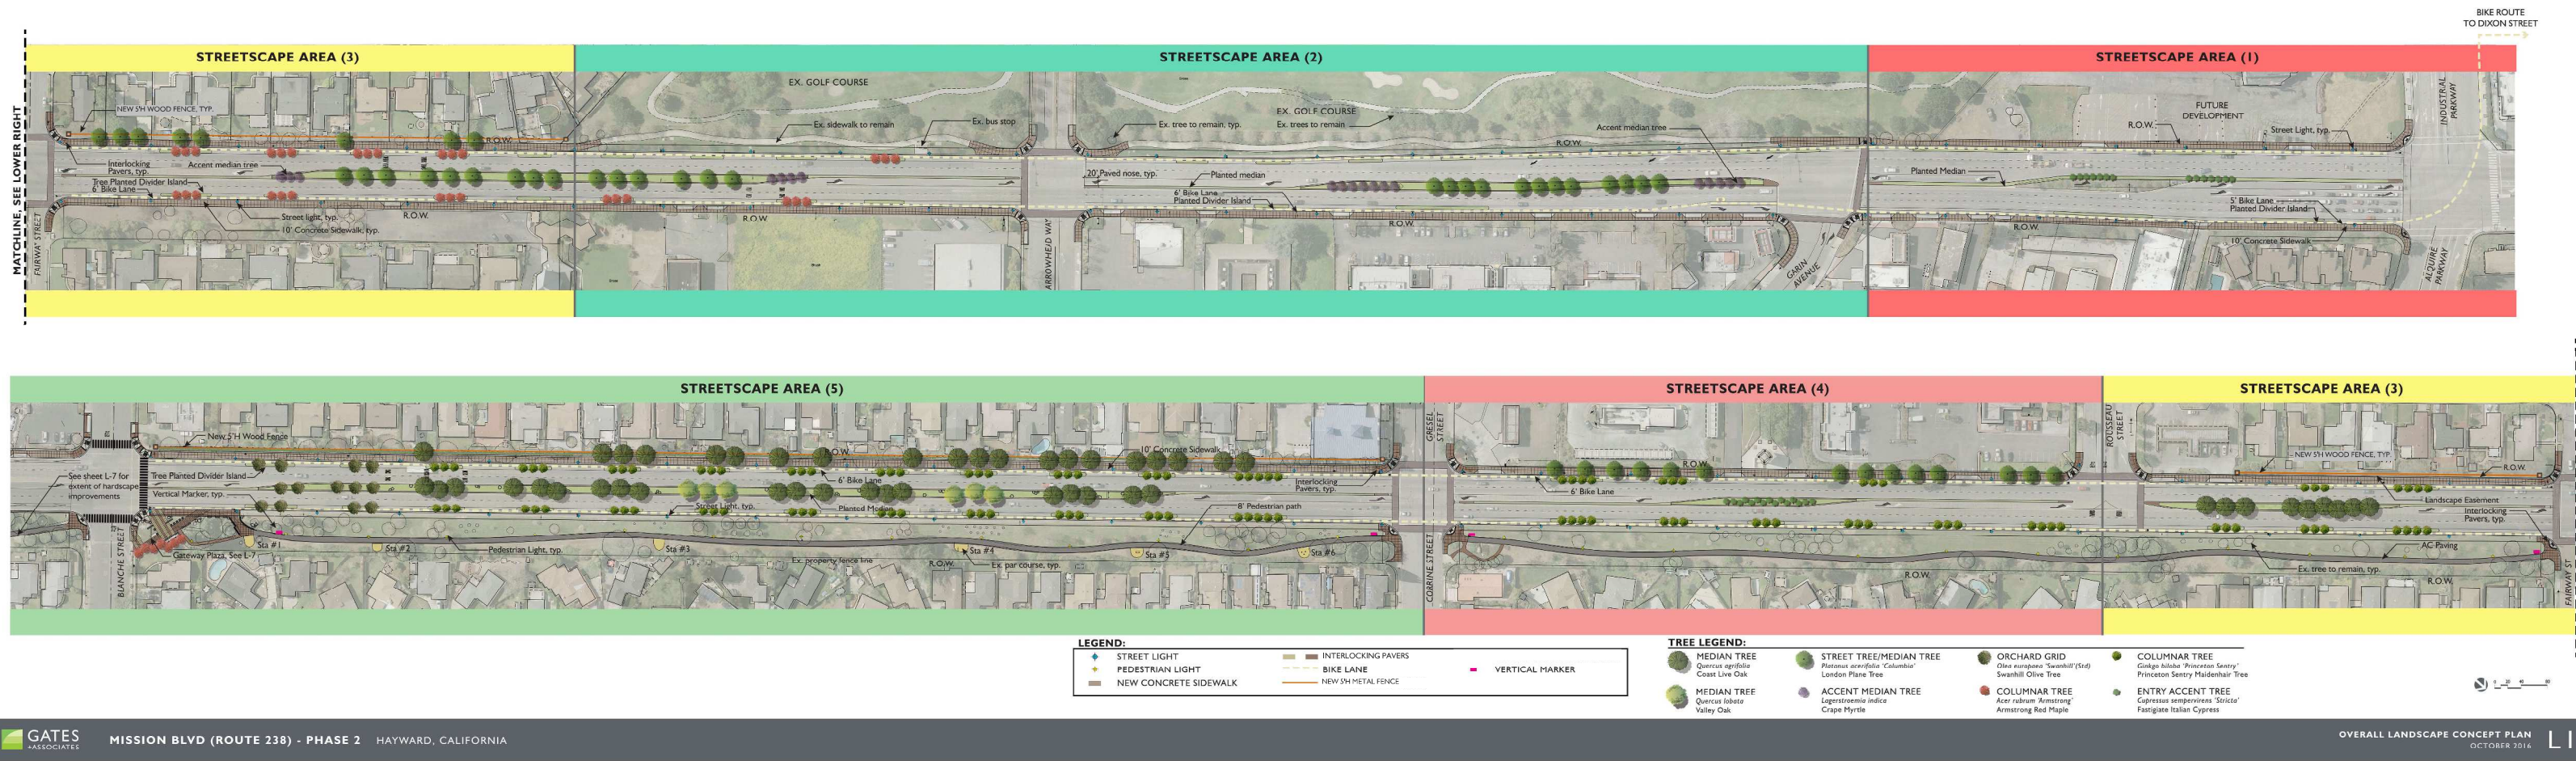 BIKE ROUTE
TO DIXON STREET
STREETSCAPE AREA (3)
STREETSCAPE AREA (2)
STREETSCAPE AREA (1)
MATCHLINE, SEE LOWER RIGHT
NEW 5'H WOOD FENCE, TYP.
R.O.W.
Interlocking
Pavers, typ.
Accent median tree
Tree Planted Divider Island
6' Bike Lane
Street light, typ.
10' Concrete Sidewalk, typ.
R.O.W.
FAIRWAY STREET
EX. GOLF COURSE
Ex. sidewalk to remain
Ex. bus stop
R.O.W.
ARROWHEAD WAY
Ex. tree to remain, typ.
EX. GOLF COURSE
Ex. trees to remain
Accent median tree
R.O.W.
20' Paved nose, typ.
Planted median
6' Bike Lane
Planted Divider Island
R.O.W.
GARIN
AVENUE
FUTURE
DEVELOPMENT
R.O.W.
Street Light, typ.
INDUSTRIAL
PARKWAY
Planted Median
5' Bike Lane
Planted Divider Island
R.O.W.
10' Concrete Sidewalk
ALQUIRE
PARKWAY
STREETSCAPE AREA (5)
STREETSCAPE AREA (4)
STREETSCAPE AREA (3)
New 5'H Wood Fence
See sheet L-7 for
extent of hardscape
improvements
Tree Planted Divider Island
Vertical Marker, typ.
R.O.W.
10' Concrete Sidewalk
6' Bike Lane
Interlocking
Pavers, typ.
Street Light, typ.
Planted Median
8' Pedestrian path
BLANCHE STREET
Gateway Plaza, See L-7
Sta #1
Sta #2
Pedestrian Light, typ.
Sta #3
Ex. property fence line
R.O.W.
Sta #4
Ex. par course, typ.
Sta #5
Sta #6
GRESEL
STREET
CORRINE STREET
R.O.W.
6' Bike Lane
R.O.W.
ROUSSEAU
STREET
NEW 5'H WOOD FENCE, TYP.
R.O.W.
Landscape Easement
Interlocking
Pavers, typ.
AC Paving
Ex. tree to remain, typ.
R.O.W.
FAIRWAY ST
LEGEND:
STREET LIGHT
PEDESTRIAN LIGHT
NEW CONCRETE SIDEWALK
INTERLOCKING PAVERS
BIKE LANE
NEW 5'H METAL FENCE
VERTICAL MARKER
TREE LEGEND:
MEDIAN TREE
Quercus agrifolia
Coast Live Oak
STREET TREE/MEDIAN TREE
Platanus acerifolia 'Columbia'
London Plane Tree
ORCHARD GRID
Olea europaea 'Swanhill'(Std)
Swanhill Olive Tree
COLUMNAR TREE
Ginkgo biloba 'Princeton Sentry'
Princeton Sentry Maidenhair Tree
MEDIAN TREE
Quercus lobata
Valley Oak
ACCENT MEDIAN TREE
Lagerstroemia indica
Crape Myrtle
COLUMNAR TREE
Acer rubrum 'Armstrong'
Armstrong Red Maple
ENTRY ACCENT TREE
Cupressus sempervirens 'Stricta'
Fastigiate Italian Cypress
GATES
+ASSOCIATES
MISSION BLVD (ROUTE 238) - PHASE 2 HAYWARD, CALIFORNIA
OVERALL LANDSCAPE CONCEPT PLAN
OCTOBER 2016
L1